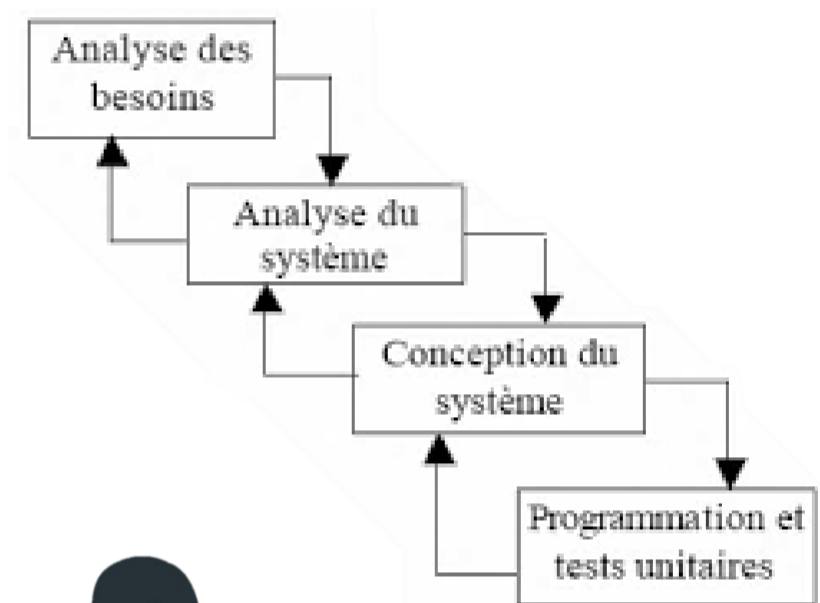 Analyse des
besoins
Analyse du
système
Conception du
système
Programmation et
tests unitaires